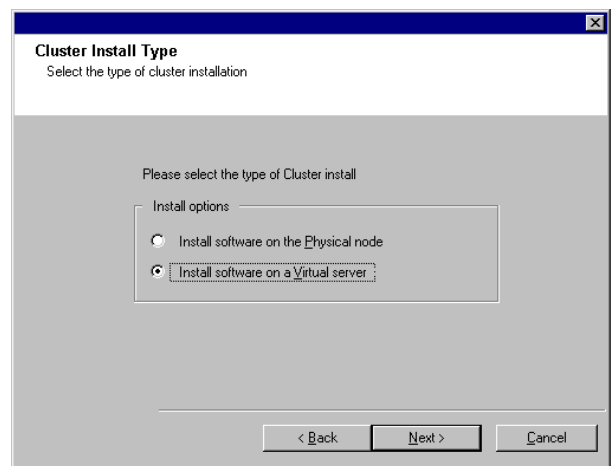 Cluster Install Type
Select the type of cluster installation
Please select the type of Cluster install
Install options
Install software on the Physical node
Install software on a Virtual server
< Back
Next >
Cancel